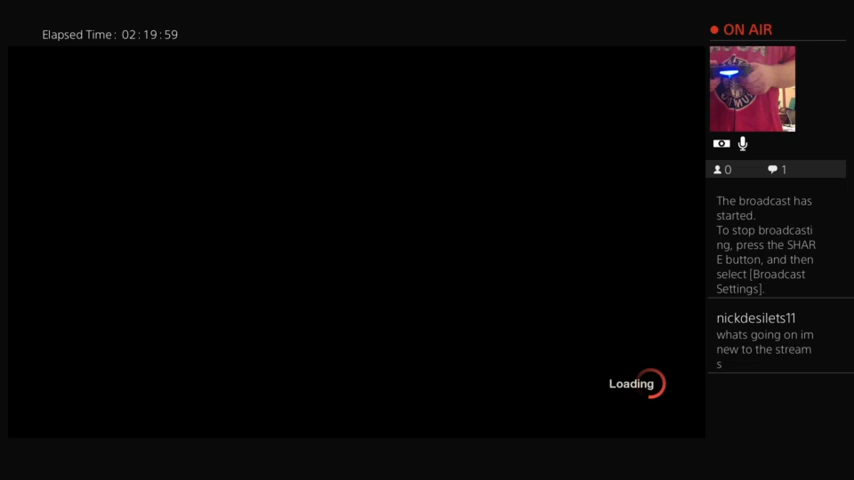 Elapsed Time: 02:19:59
ON AIR
0
1
The broadcast has
started.
To stop broadcasti
ng, press the SHAR
E button, and then
select [Broadcast
Settings].
nickdesilets11
whats going on im
new to the stream
s
Loading